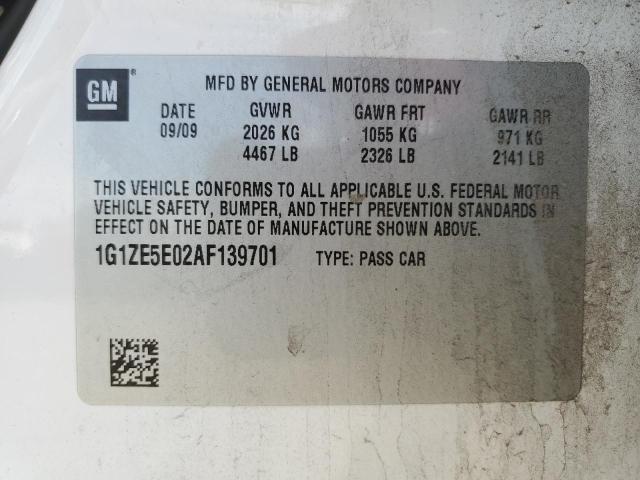 GM ® MFD BY GENERAL MOTORS COMPANY
DATE GVWR GAWR FRT GAWR RR
09/09 2026 KG 1055 KG 971 KG
4467 LB 2326 LB 2141 LB
THIS VEHICLE CONFORMS TO ALL APPLICABLE U.S. FEDERAL MOTOR
VEHICLE SAFETY, BUMPER, AND THEFT PREVENTION STANDARDS IN
EFFECT ON THE DATE OF MANUFACTURE SHOWN ABOVE.
1G1ZE5E02AF139701 TYPE: PASS CAR